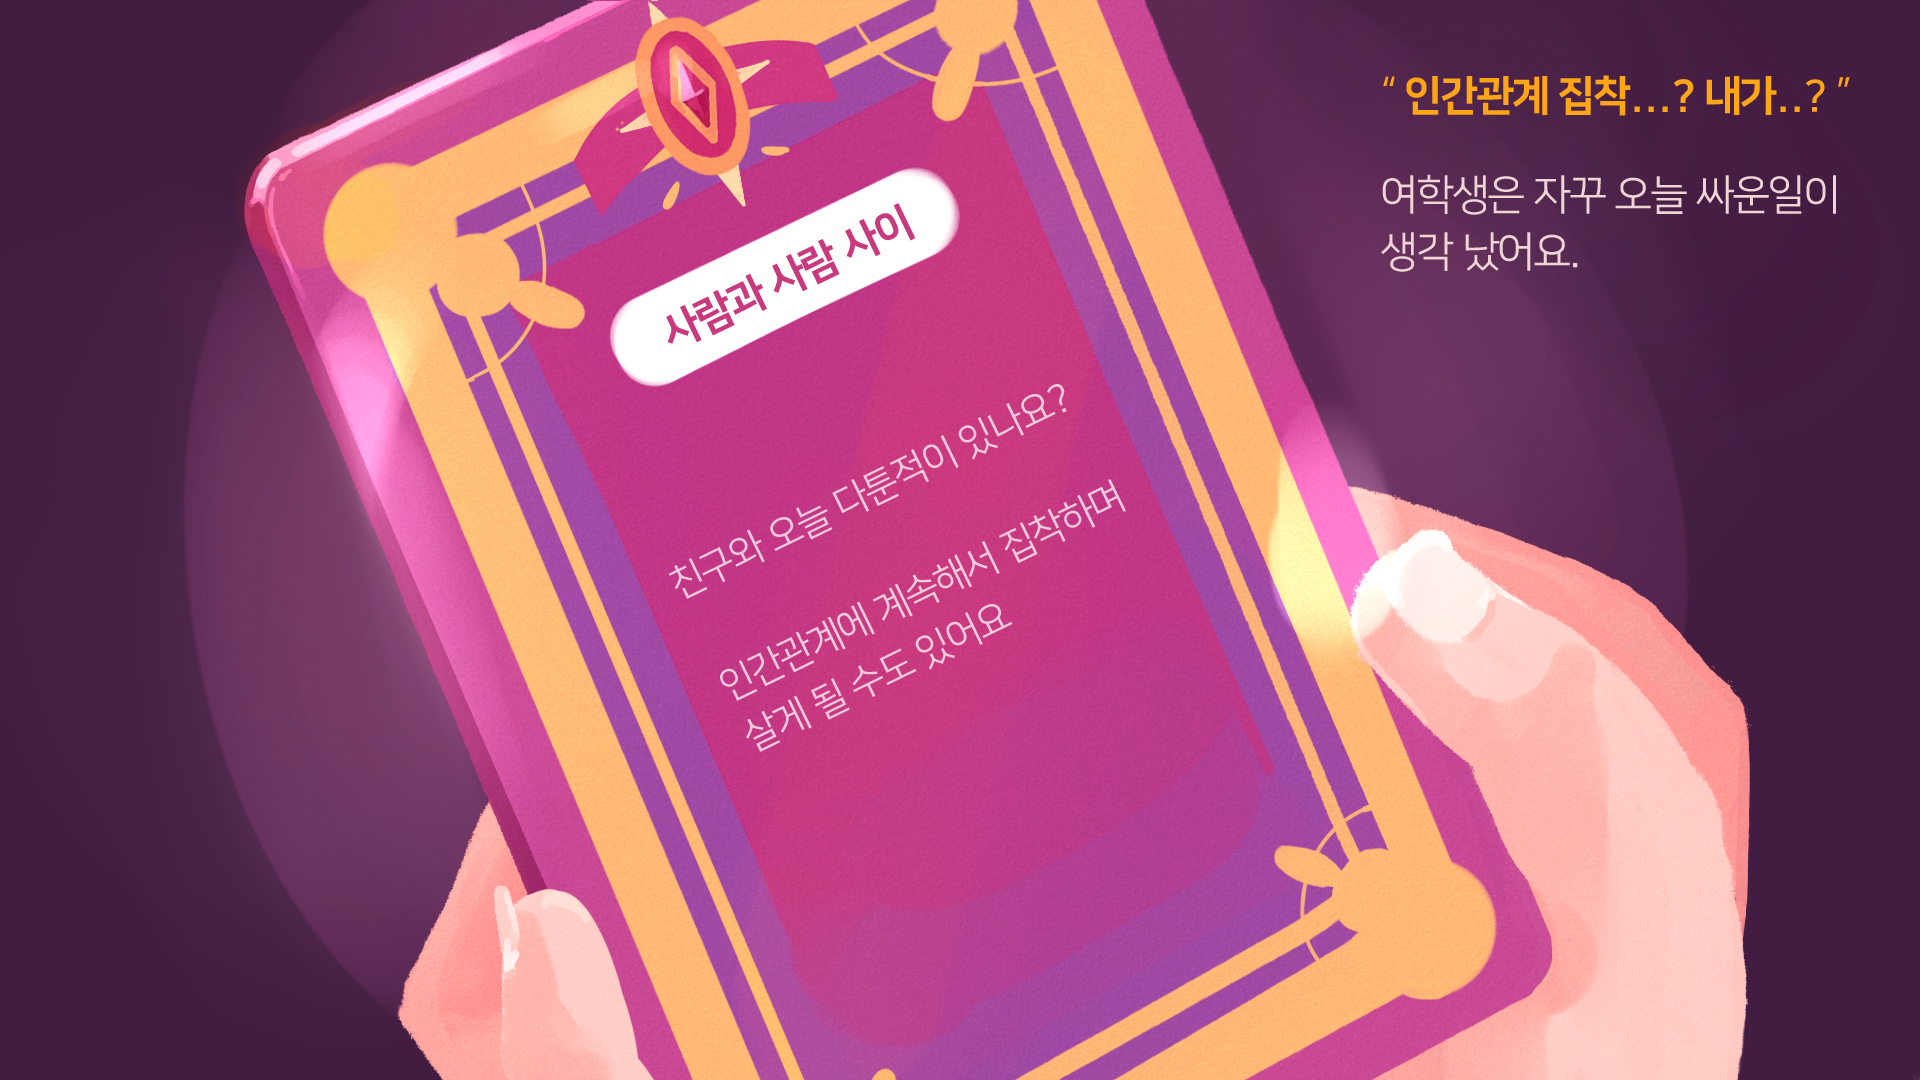 사람과 사람 사이
친구와 오늘 다툰적이 있나요?
인간관계에 계속해서 집착하며
살게 될 수도 있어요
“ 인간관계 집착...? 내가..? ”
여학생은 자꾸 오늘 싸운일이
생각 났어요.